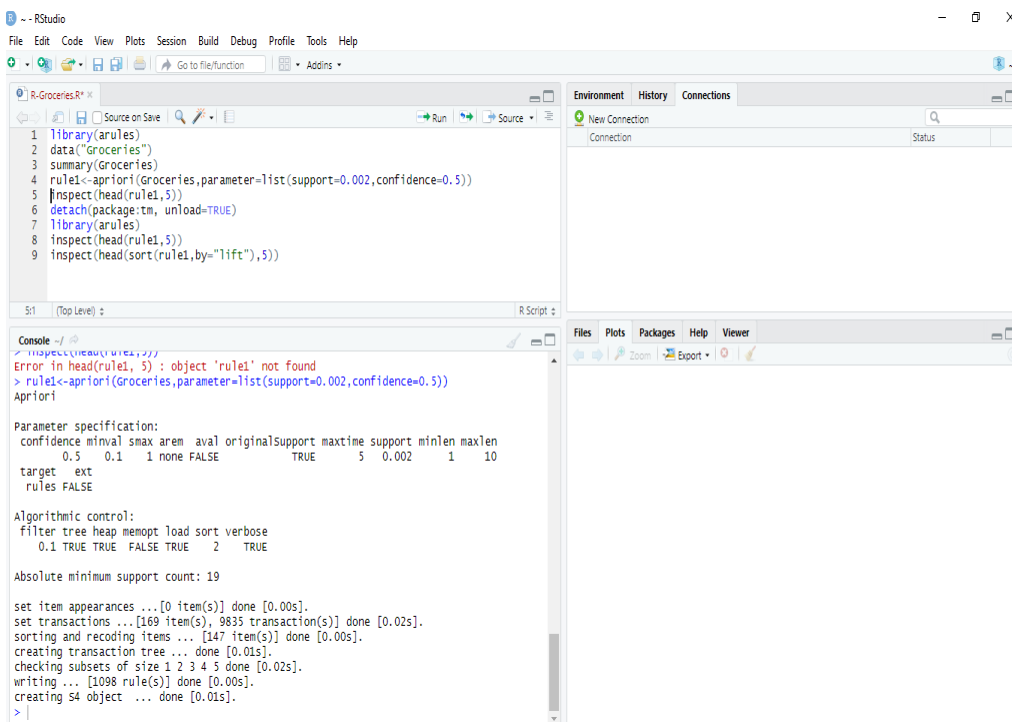 ~ - RStudio
File Edit Code View Plots Session Build Debug Profile Tools Help
Go to file/function Addins
R-Groceries.R*
Source on Save Run Source
1 library(arules)
2 data("Groceries")
3 summary(Groceries)
4 rule1<-apriori(Groceries,parameter=list(support=0.002,confidence=0.5))
5 inspect(head(rule1,5))
6 detach(package:tm, unload=TRUE)
7 library(arules)
8 inspect(head(rule1,5))
9 inspect(head(sort(rule1,by="lift"),5))
5:1 (Top Level) R Script
Console ~/
> inspect(head(rule1,5))
Error in head(rule1, 5) : object 'rule1' not found
> rule1<-apriori(Groceries,parameter=list(support=0.002,confidence=0.5))
Apriori
Parameter specification:
confidence minval smax arem aval originalSupport maxtime support minlen maxlen
0.5 0.1 1 none FALSE TRUE 5 0.002 1 10
target ext
rules FALSE
Algorithmic control:
filter tree heap memopt load sort verbose
0.1 TRUE TRUE FALSE TRUE 2 TRUE
Absolute minimum support count: 19
set item appearances ...[0 item(s)] done [0.00s].
set transactions ...[169 item(s), 9835 transaction(s)] done [0.02s].
sorting and recoding items ... [147 item(s)] done [0.00s].
creating transaction tree ... done [0.01s].
checking subsets of size 1 2 3 4 5 done [0.02s].
writing ... [1098 rule(s)] done [0.00s].
creating S4 object ... done [0.01s].
>
Environment History Connections
New Connection
Connection Status
Files Plots Packages Help Viewer
Zoom Export